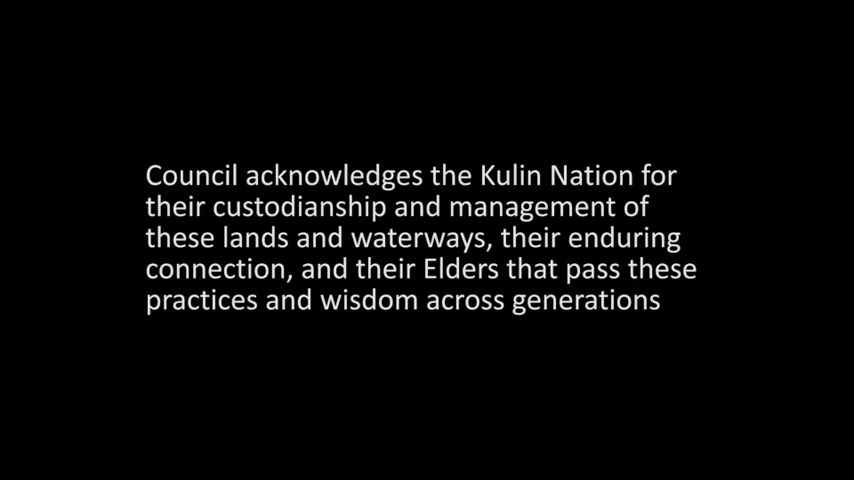 Council acknowledges the Kulin Nation for
their custodianship and management of
these lands and waterways, their enduring
connection, and their Elders that pass these
practices and wisdom across generations